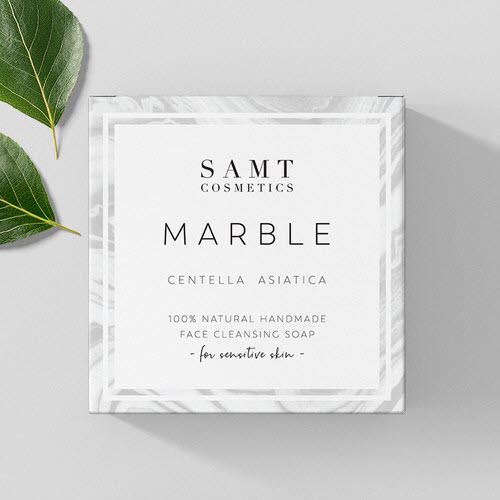 SAMT
COSMETICS
MARBLE
CENTELLA ASIATICA
100% NATURAL HANDMADE
FACE CLEANSING SOAP
- for sensitive skin -